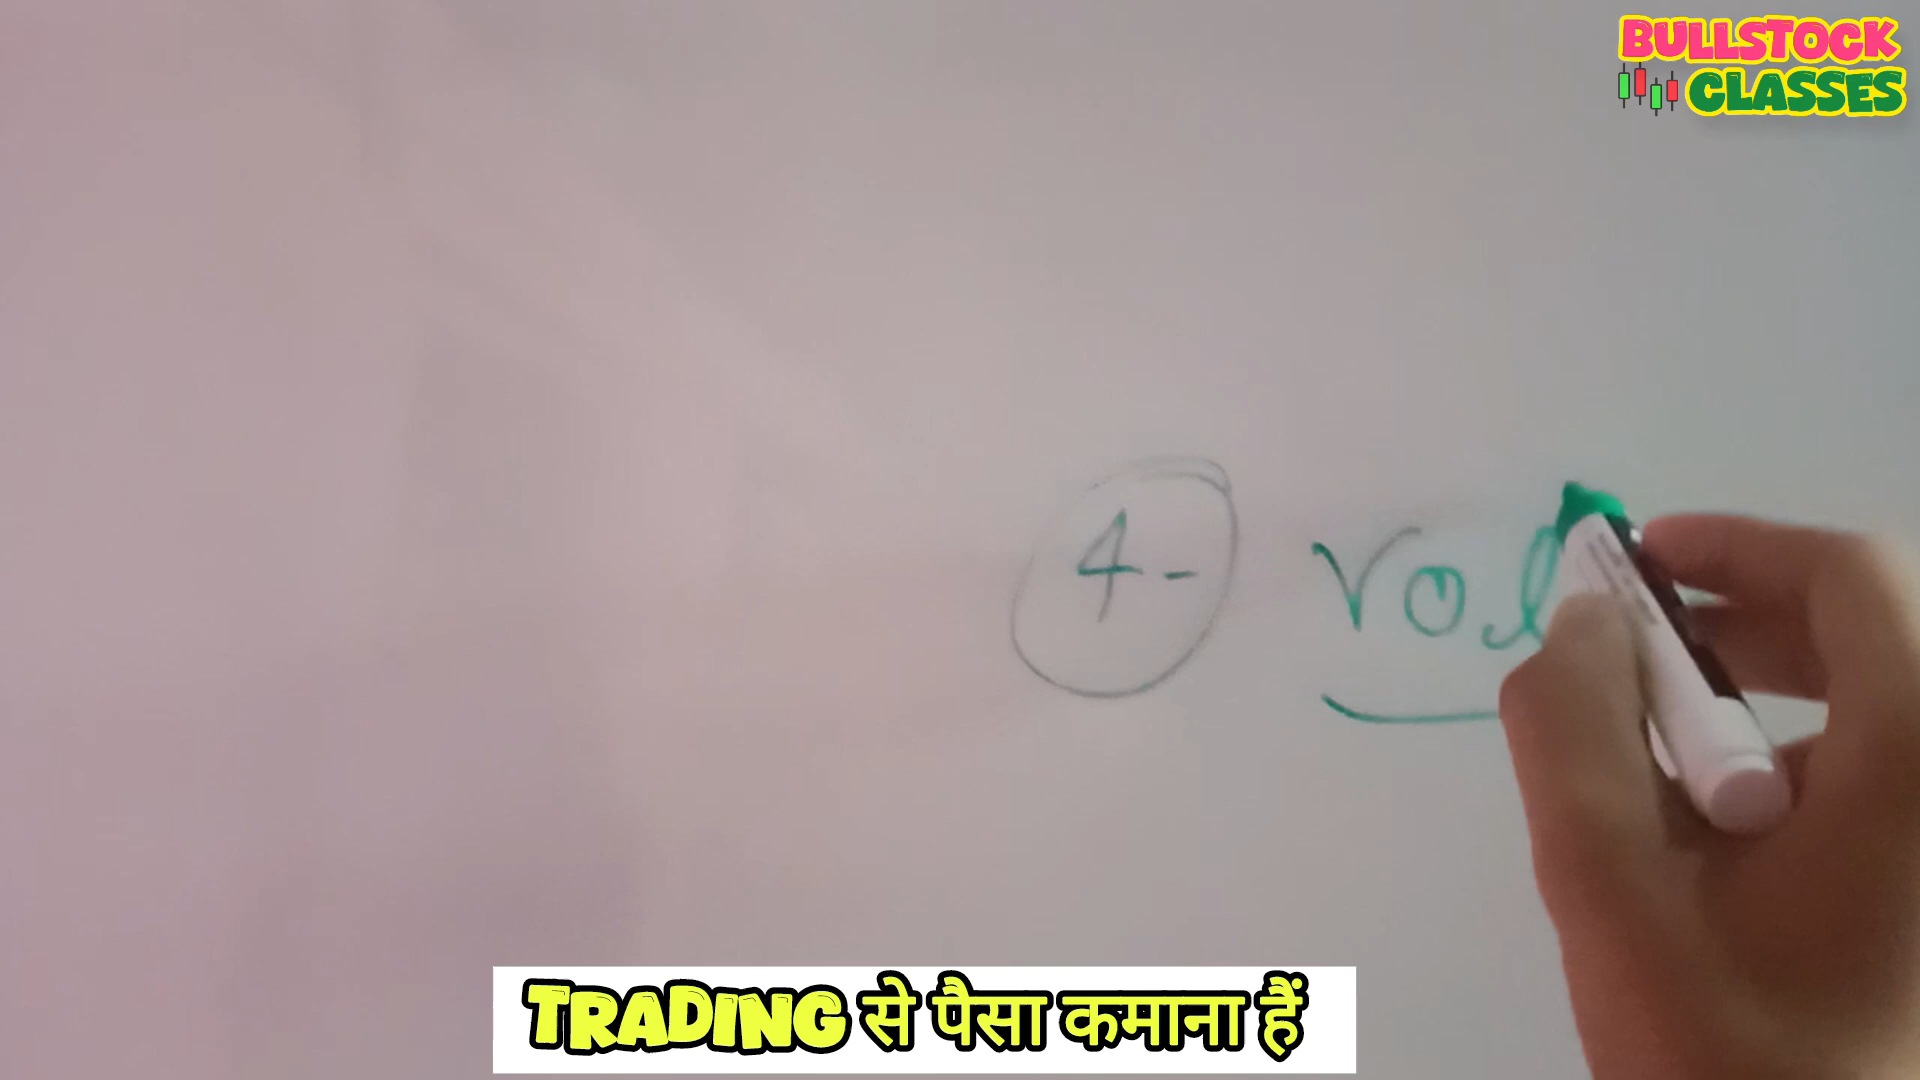 BULLSTOCK
CLASSES
4- Vol
TRADING से पैसा कमाना हैं